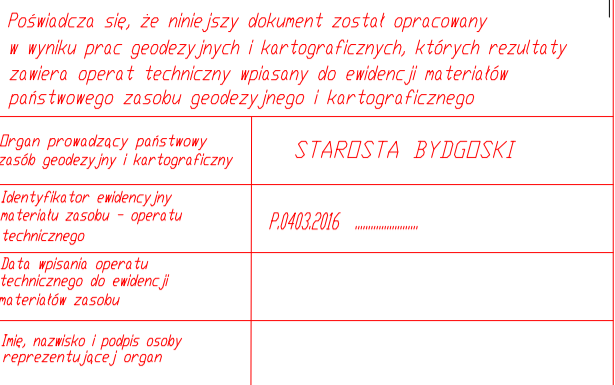 Poświadcza się, że niniejszy dokument został opracowany
w wyniku prac geodezyjnych i kartograficznych, których rezultaty
zawiera operat techniczny wpiasany do ewidencji materiałów
państwowego zasobu geodezyjnego i kartograficznego
Organ prowadzący państwowy
zasób geodezyjny i kartograficzny
STAROSTA BYDGOSKI
Identyfikator ewidencyjny
materiału zasobu - operatu
technicznego
P.0403.2016 ........................
Data wpisania operatu
technicznego do ewidencji
materiałów zasobu
Imię, nazwisko i podpis osoby
reprezentującej organ